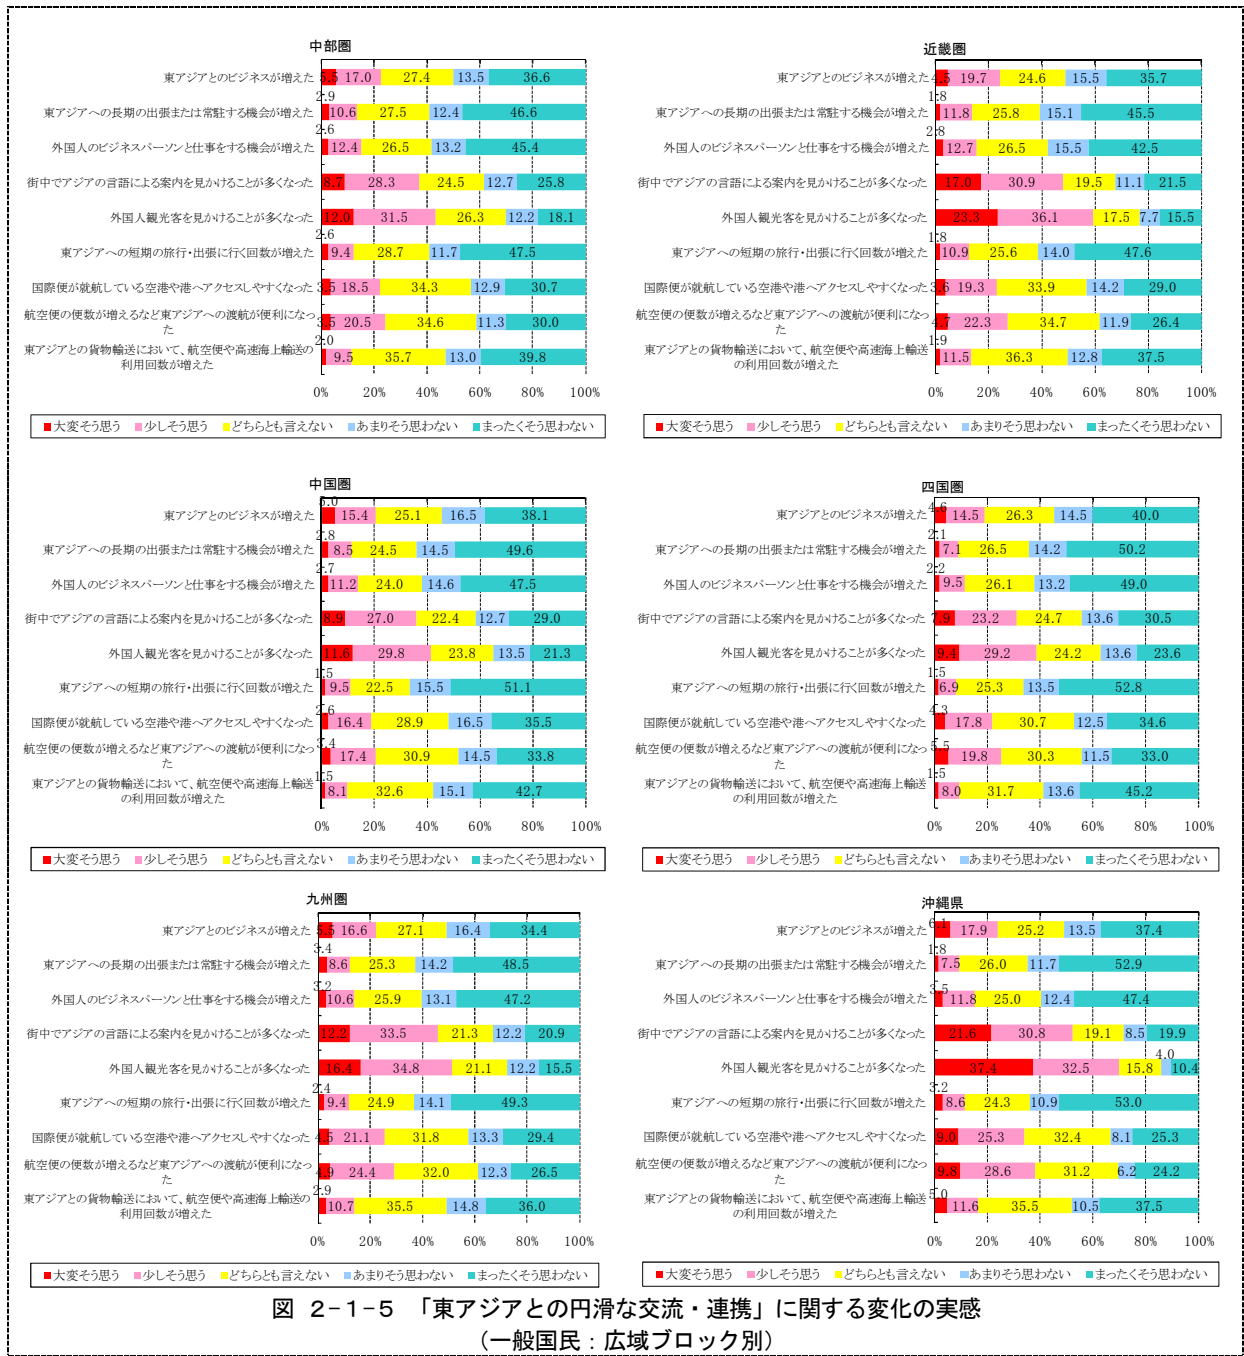 中部圏
東アジアとのビジネスが増えた 5.5 17.0 27.4 13.5 36.6
東アジアへの長期の出張または常駐する機会が増えた 2.9 10.6 27.5 12.4 46.6
外国人のビジネスパーソンと仕事をする機会が増えた 2.6 12.4 26.5 13.2 45.4
街中でアジアの言語による案内を見かけることが多くなった 8.7 28.3 24.5 12.7 25.8
外国人観光客を見かけることが多くなった 12.0 31.5 26.3 12.2 18.1
東アジアへの短期の旅行・出張に行く回数が増えた 2.6 9.4 28.7 11.7 47.5
国際便が就航している空港や港へアクセスしやすくなった 3.5 18.5 34.3 12.9 30.7
航空便の便数が増えるなど東アジアへの渡航が便利になっ
た 3.5 20.5 34.6 11.3 30.0
東アジアとの貨物輸送において、航空便や高速海上輸送の
利用回数が増えた 2.0 9.5 35.7 13.0 39.8
0% 20% 40% 60% 80% 100%
大変そう思う 少しそう思う どちらとも言えない あまりそう思わない まったくそう思わない
近畿圏
東アジアとのビジネスが増えた 4.5 19.7 24.6 15.5 35.7
東アジアへの長期の出張または常駐する機会が増えた 1.8 11.8 25.8 15.1 45.5
外国人のビジネスパーソンと仕事をする機会が増えた 2.8 12.7 26.5 15.5 42.5
街中でアジアの言語による案内を見かけることが多くなった 17.0 30.9 19.5 11.1 21.5
外国人観光客を見かけることが多くなった 23.3 36.1 17.5 7.7 15.5
東アジアへの短期の旅行・出張に行く回数が増えた 1.8 10.9 25.6 14.0 47.6
国際便が就航している空港や港へアクセスしやすくなった 3.6 19.3 33.9 14.2 29.0
航空便の便数が増えるなど東アジアへの渡航が便利になっ
た 4.7 22.3 34.7 11.9 26.4
東アジアとの貨物輸送において、航空便や高速海上輸送
の利用回数が増えた 1.9 11.5 36.3 12.8 37.5
0% 20% 40% 60% 80% 100%
大変そう思う 少しそう思う どちらとも言えない あまりそう思わない まったくそう思わない
中国圏
東アジアとのビジネスが増えた 5.0 15.4 25.1 16.5 38.1
東アジアへの長期の出張または常駐する機会が増えた 2.8 8.5 24.5 14.5 49.6
外国人のビジネスパーソンと仕事をする機会が増えた 2.7 11.2 24.0 14.6 47.5
街中でアジアの言語による案内を見かけることが多くなった 8.9 27.0 22.4 12.7 29.0
外国人観光客を見かけることが多くなった 11.6 29.8 23.8 13.5 21.3
東アジアへの短期の旅行・出張に行く回数が増えた 1.5 9.5 22.5 15.5 51.1
国際便が就航している空港や港へアクセスしやすくなった 2.6 16.4 28.9 16.5 35.5
航空便の便数が増えるなど東アジアへの渡航が便利になっ
た 3.4 17.4 30.9 14.5 33.8
東アジアとの貨物輸送において、航空便や高速海上輸送
の利用回数が増えた 1.5 8.1 32.6 15.1 42.7
0% 20% 40% 60% 80% 100%
大変そう思う 少しそう思う どちらとも言えない あまりそう思わない まったくそう思わない
四国圏
東アジアとのビジネスが増えた 4.6 14.5 26.3 14.5 40.0
東アジアへの長期の出張または常駐する機会が増えた 2.1 7.1 26.5 14.2 50.2
外国人のビジネスパーソンと仕事をする機会が増えた 2.2 9.5 26.1 13.2 49.0
街中でアジアの言語による案内を見かけることが多くなった 7.9 23.2 24.7 13.6 30.5
外国人観光客を見かけることが多くなった 9.4 29.2 24.2 13.6 23.6
東アジアへの短期の旅行・出張に行く回数が増えた 1.5 6.9 25.3 13.5 52.8
国際便が就航している空港や港へアクセスしやすくなった 4.3 17.8 30.7 12.5 34.6
航空便の便数が増えるなど東アジアへの渡航が便利になっ
た 5.5 19.8 30.3 11.5 33.0
東アジアとの貨物輸送において、航空便や高速海上輸送
の利用回数が増えた 1.5 8.0 31.7 13.6 45.2
0% 20% 40% 60% 80% 100%
大変そう思う 少しそう思う どちらとも言えない あまりそう思わない まったくそう思わない
九州圏
東アジアとのビジネスが増えた 5.5 16.6 27.1 16.4 34.4
東アジアへの長期の出張または常駐する機会が増えた 3.4 8.6 25.3 14.2 48.5
外国人のビジネスパーソンと仕事をする機会が増えた 3.2 10.6 25.9 13.1 47.2
街中でアジアの言語による案内を見かけることが多くなった 12.2 33.5 21.3 12.2 20.9
外国人観光客を見かけることが多くなった 16.4 34.8 21.1 12.2 15.5
東アジアへの短期の旅行・出張に行く回数が増えた 2.4 9.4 24.9 14.1 49.3
国際便が就航している空港や港へアクセスしやすくなった 4.5 21.1 31.8 13.3 29.4
航空便の便数が増えるなど東アジアへの渡航が便利になっ
た 4.9 24.4 32.0 12.3 26.5
東アジアとの貨物輸送において、航空便や高速海上輸送の
利用回数が増えた 2.9 10.7 35.5 14.8 36.0
0% 20% 40% 60% 80% 100%
大変そう思う 少しそう思う どちらとも言えない あまりそう思わない まったくそう思わない
沖縄県
東アジアとのビジネスが増えた 6.1 17.9 25.2 13.5 37.4
東アジアへの長期の出張または常駐する機会が増えた 1.8 7.5 26.0 11.7 52.9
外国人のビジネスパーソンと仕事をする機会が増えた 3.5 11.8 25.0 12.4 47.4
街中でアジアの言語による案内を見かけることが多くなった 21.6 30.8 19.1 8.5 19.9
外国人観光客を見かけることが多くなった 37.4 32.5 15.8 4.0 10.4
東アジアへの短期の旅行・出張に行く回数が増えた 3.2 8.6 24.3 10.9 53.0
国際便が就航している空港や港へアクセスしやすくなった 9.0 25.3 32.4 8.1 25.3
航空便の便数が増えるなど東アジアへの渡航が便利になっ
た 9.8 28.6 31.2 6.2 24.2
東アジアとの貨物輸送において、航空便や高速海上輸送
の利用回数が増えた 5.0 11.6 35.5 10.5 37.5
0% 20% 40% 60% 80% 100%
大変そう思う 少しそう思う どちらとも言えない あまりそう思わない まったくそう思わない
図 2-1-5 「東アジアとの円滑な交流・連携」に関する変化の実感
(一般国民：広域ブロック別)